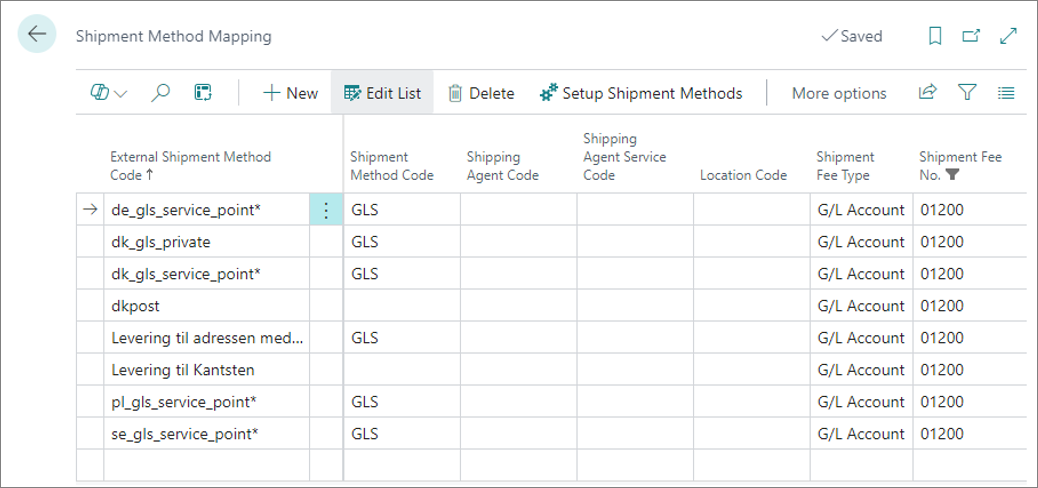 Shipment Method Mapping
Saved
New Edit List Delete Setup Shipment Methods More options
External Shipment Method Code ↑ Shipment Method Code Shipping Agent Code Shipping Agent Service Code Location Code Shipment Fee Type Shipment Fee No.
de_gls_service_point* GLS G/L Account 01200
dk_gls_private GLS G/L Account 01200
dk_gls_service_point* GLS G/L Account 01200
dkpost G/L Account 01200
Levering til adressen med... GLS G/L Account 01200
Levering til Kantsten G/L Account 01200
pl_gls_service_point* GLS G/L Account 01200
se_gls_service_point* GLS G/L Account 01200